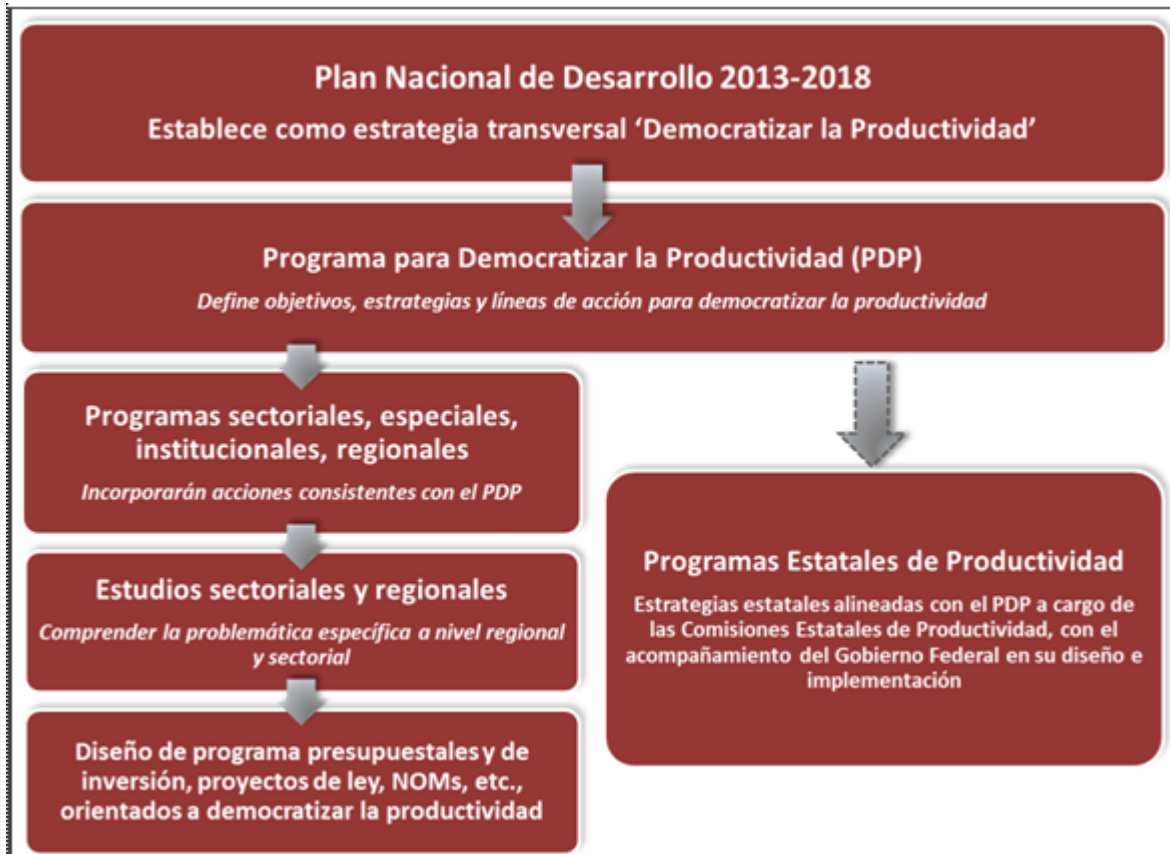 Plan Nacional de Desarrollo 2013-2018
Establece como estrategia transversal ‘Democratizar la Productividad’
Programa para Democratizar la Productividad (PDP)
Define objetivos, estrategias y líneas de acción para democratizar la productividad
Programas sectoriales, especiales,
institucionales, regionales
Incorporarán acciones consistentes con el PDP
Estudios sectoriales y regionales
Comprender la problemática específica a nivel regional
y sectorial
Diseño de programa presupuestales y de
inversión, proyectos de ley, NOMs, etc.,
orientados a democratizar la productividad
Programas Estatales de Productividad
Estrategias estatales alineadas con el PDP a cargo de
las Comisiones Estatales de Productividad, con el
acompañamiento del Gobierno Federal en su diseño e
implementación